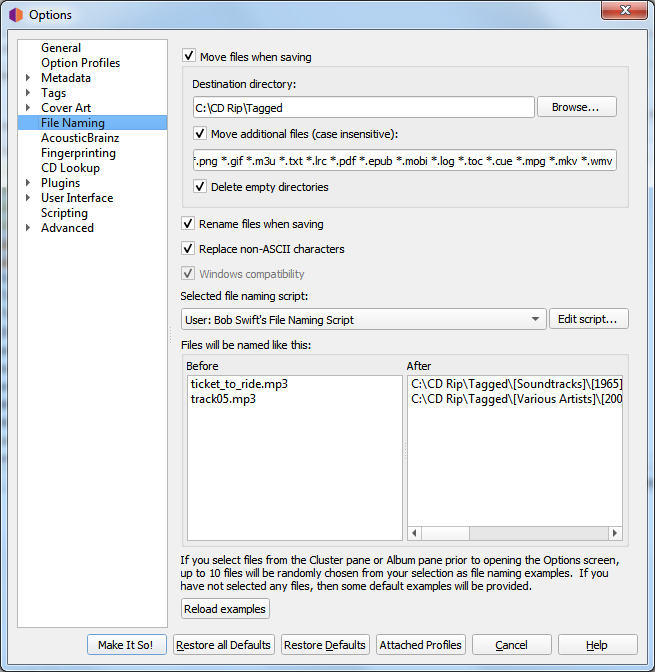 Options
General
Option Profiles
Metadata
Tags
Cover Art
File Naming
AcousticBrainz
Fingerprinting
CD Lookup
Plugins
User Interface
Scripting
Advanced
Move files when saving
Destination directory:
C:\CD Rip\Tagged
Browse...
Move additional files (case insensitive):
*.png *.gif *.m3u *.txt *.lrc *.pdf *.epub *.mobi *.log *.toc *.cue *.mpg *.mkv *.wmv
Delete empty directories
Rename files when saving
Replace non-ASCII characters
Windows compatibility
Selected file naming script:
User: Bob Swift's File Naming Script
Edit script...
Files will be named like this:
Before After
ticket_to_ride.mp3 C:\CD Rip\Tagged\[Soundtracks]\[1965]
track05.mp3 C:\CD Rip\Tagged\[Various Artists]\[200
If you select files from the Cluster pane or Album pane prior to opening the Options screen,
up to 10 files will be randomly chosen from your selection as file naming examples. If you
have not selected any files, then some default examples will be provided.
Reload examples
Make It So! Restore all Defaults Restore Defaults Attached Profiles Cancel Help